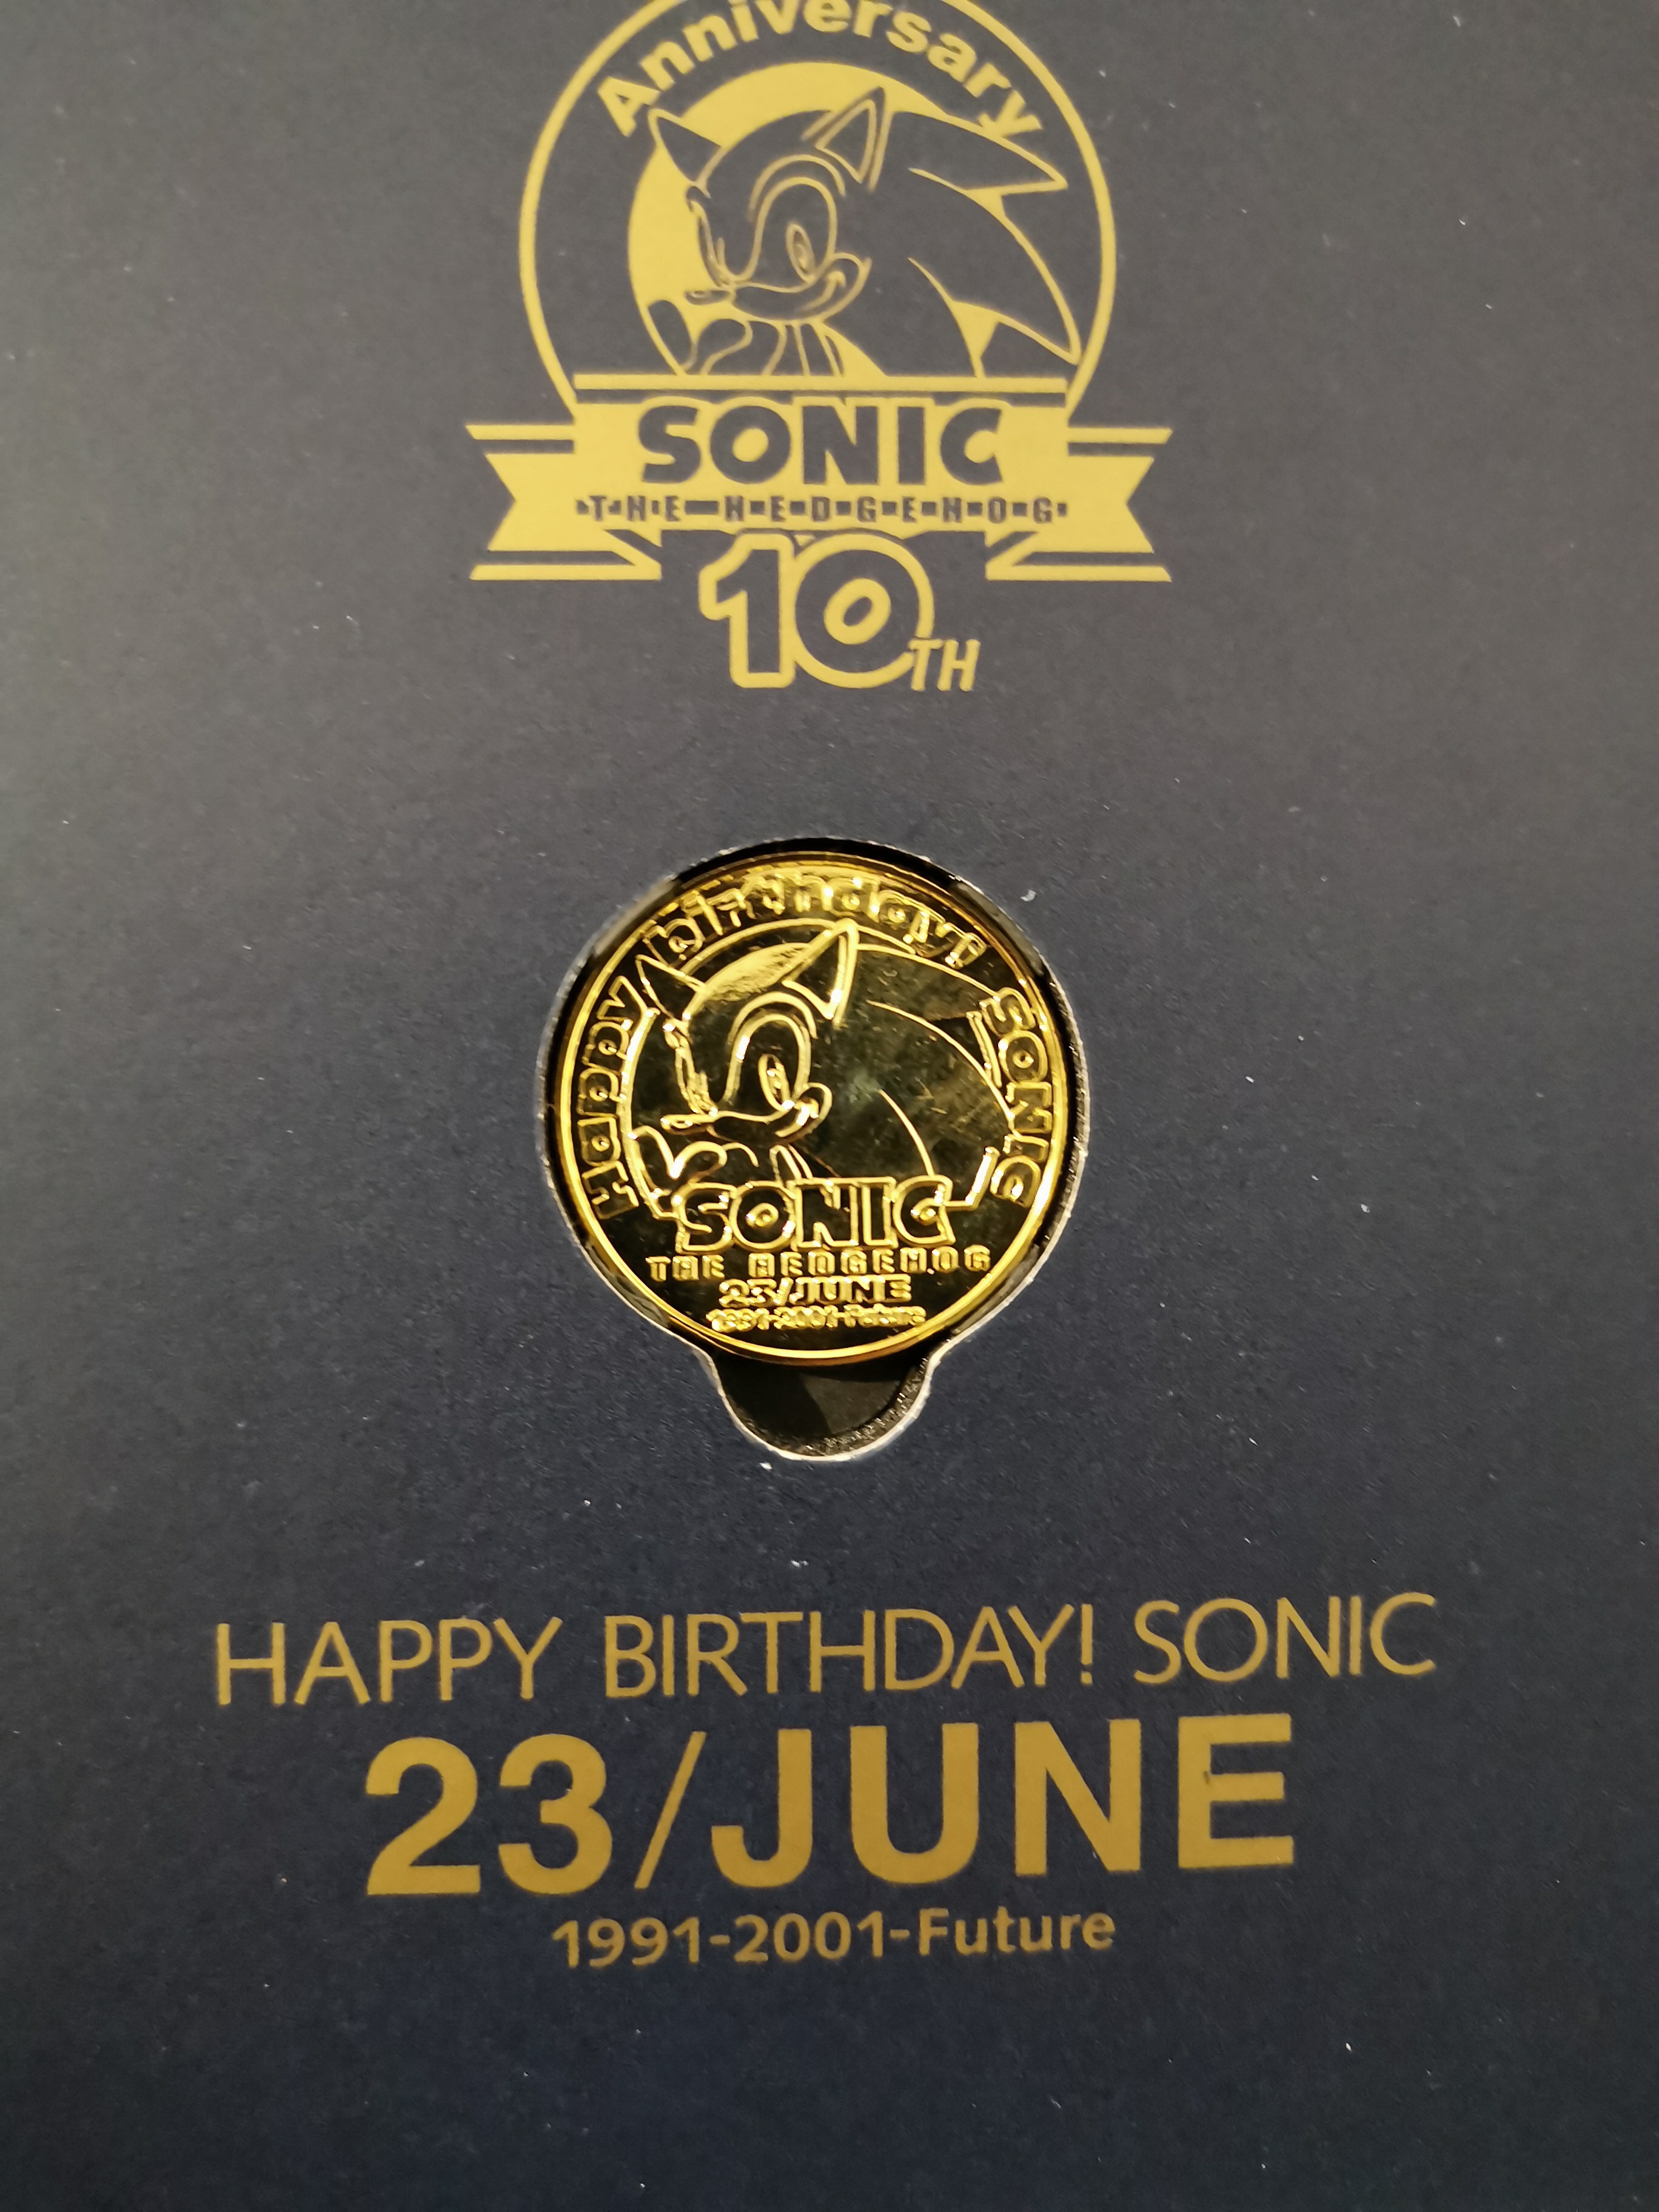 Anniversary
SONIC
THE HEDGEHOG
10TH
Happy birthday! SONIC
SONIC
THE HEDGEHOG
23/JUNE
1991-2001-Future
HAPPY BIRTHDAY! SONIC
23/JUNE
1991-2001-Future